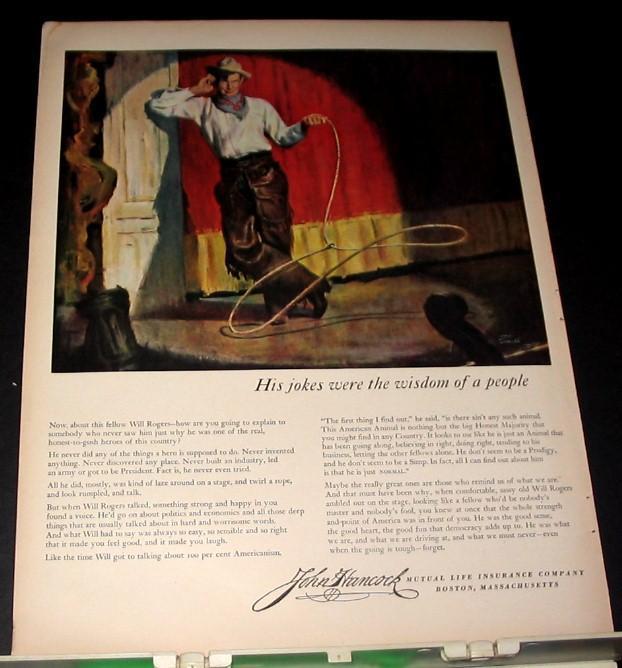 His jokes were the wisdom of a people
Now, about this fellow Will Rogers—how are you going to explain to
somebody who never saw him just why he was one of the real,
honest-to-gosh heroes of this country?
He never did any of the things a hero is supposed to do. Never invented
anything. Never discovered any place. Never built an industry, led
an army or got to be President. Fact is, he never even tried.
All he did, mostly, was kind of laze around on a stage, and twirl a rope,
and look rumpled, and talk.
But when Will Rogers talked, something strong and happy in you
found a voice. He'd go on about politics and economics and all those deep
things that are usually talked about in hard and worrisome words.
And what Will had to say was always so easy, so sensible and so right
that it made you feel good, and it made you laugh.
Like the time Will got to talking about 100 per cent Americanism.
"The first thing I find out," he said, "is there ain't any such animal.
This American Animal is nothing but the big Honest Majority that
you might find in any Country. It looks to me like he is just an Animal that
has been going along, believing in right, doing right, tending to his
business, letting the other fellows alone. He don't seem to be a Prodigy,
and he don't seem to be a Simp. In fact, all I can find out about him
is that he is just NORMAL."
Maybe the really great ones are those who remind us of what we are.
And that must have been why, when comfortable, sassy old Will Rogers
ambled out on the stage, looking like a fellow who'd be nobody's
master and nobody's fool, you knew at once that the whole strength
and point of America was in front of you. He was the good sense,
the good heart, the good fun that democracy adds up to. He was what
we are, and what we are driving at, and what we must never—even
when the going is tough—forget.
John Hancock MUTUAL LIFE INSURANCE COMPANY
BOSTON, MASSACHUSETTS